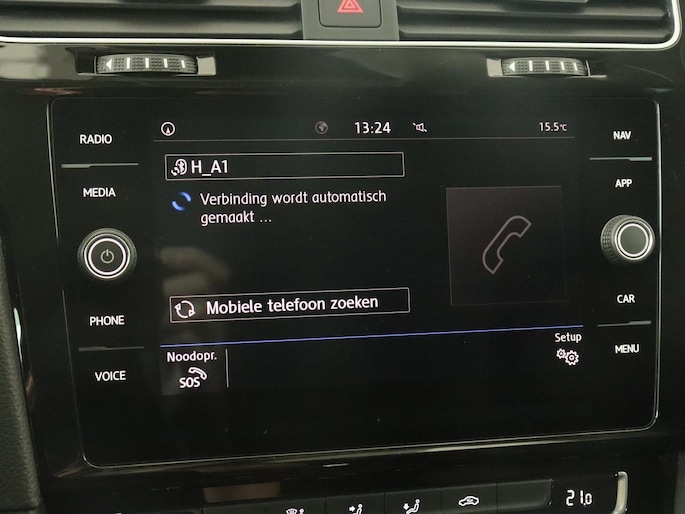 RADIO
MEDIA
PHONE
VOICE
13:24
15.5°C
H_A1
Verbinding wordt automatisch
gemaakt ...
Mobiele telefoon zoeken
Noodopr.
SOS
Setup
NAV
APP
CAR
MENU
21.0